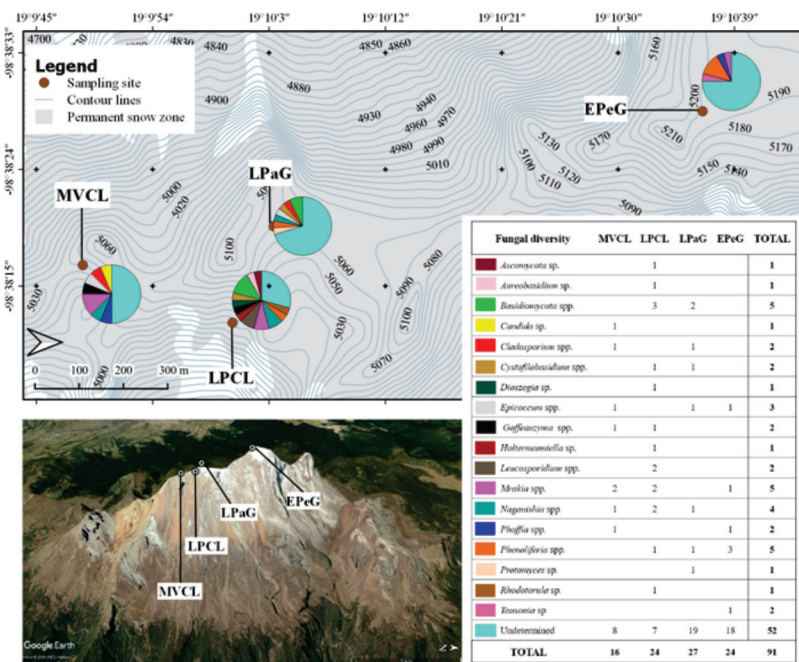 19°9'45" 19°9'54" 19°10'03" 19°10'12" 19°10'21" 19°10'30" 19°10'39"
-98°38'33"
-98°38'24"
-98°38'15"
4700 4830 4840 4850 4860
4880
4900
4930 4940
4960 4970
4980 4990
5010
5000
5020
5060
5030
5100
5060
5050
5080
5090
5100
5030
5070
5000
5160
5200
5190
5180
5170
5210
5170
5150 5140
5130
5120
5110
5100
5090
Legend
Sampling site
Contour lines
Permanent snow zone
MVCL
LPaG
LPCL
EPeG
0 100 200 300 m
Fungal diversity MVCL LPCL LPaG EPeG TOTAL
Ascomycota sp. 1 1
Aureobasidium sp. 1 1
Basidiomycota spp. 3 2 5
Candida sp. 1 1
Cladosporium spp. 1 1 2
Cystofilobasidium spp. 1 1 2
Dioszegia sp. 1 1
Epicoccum spp. 1 1 1 3
Goffeauzyma spp. 1 1 2
Holtermanniella sp. 1 1
Leucosporidium spp. 2 2
Mrakia spp. 2 2 1 5
Naganishia spp. 1 2 1 4
Phaffia spp. 1 1 2
Phenoliferia spp. 1 1 3 5
Protomyces sp. 1 1
Rhodotorula sp. 1 1
Tausonia sp 1 2
Undetermined 8 7 19 18 52
TOTAL 16 24 27 24 91
MVCL
LPCL
LPaG
EPeG
Google Earth